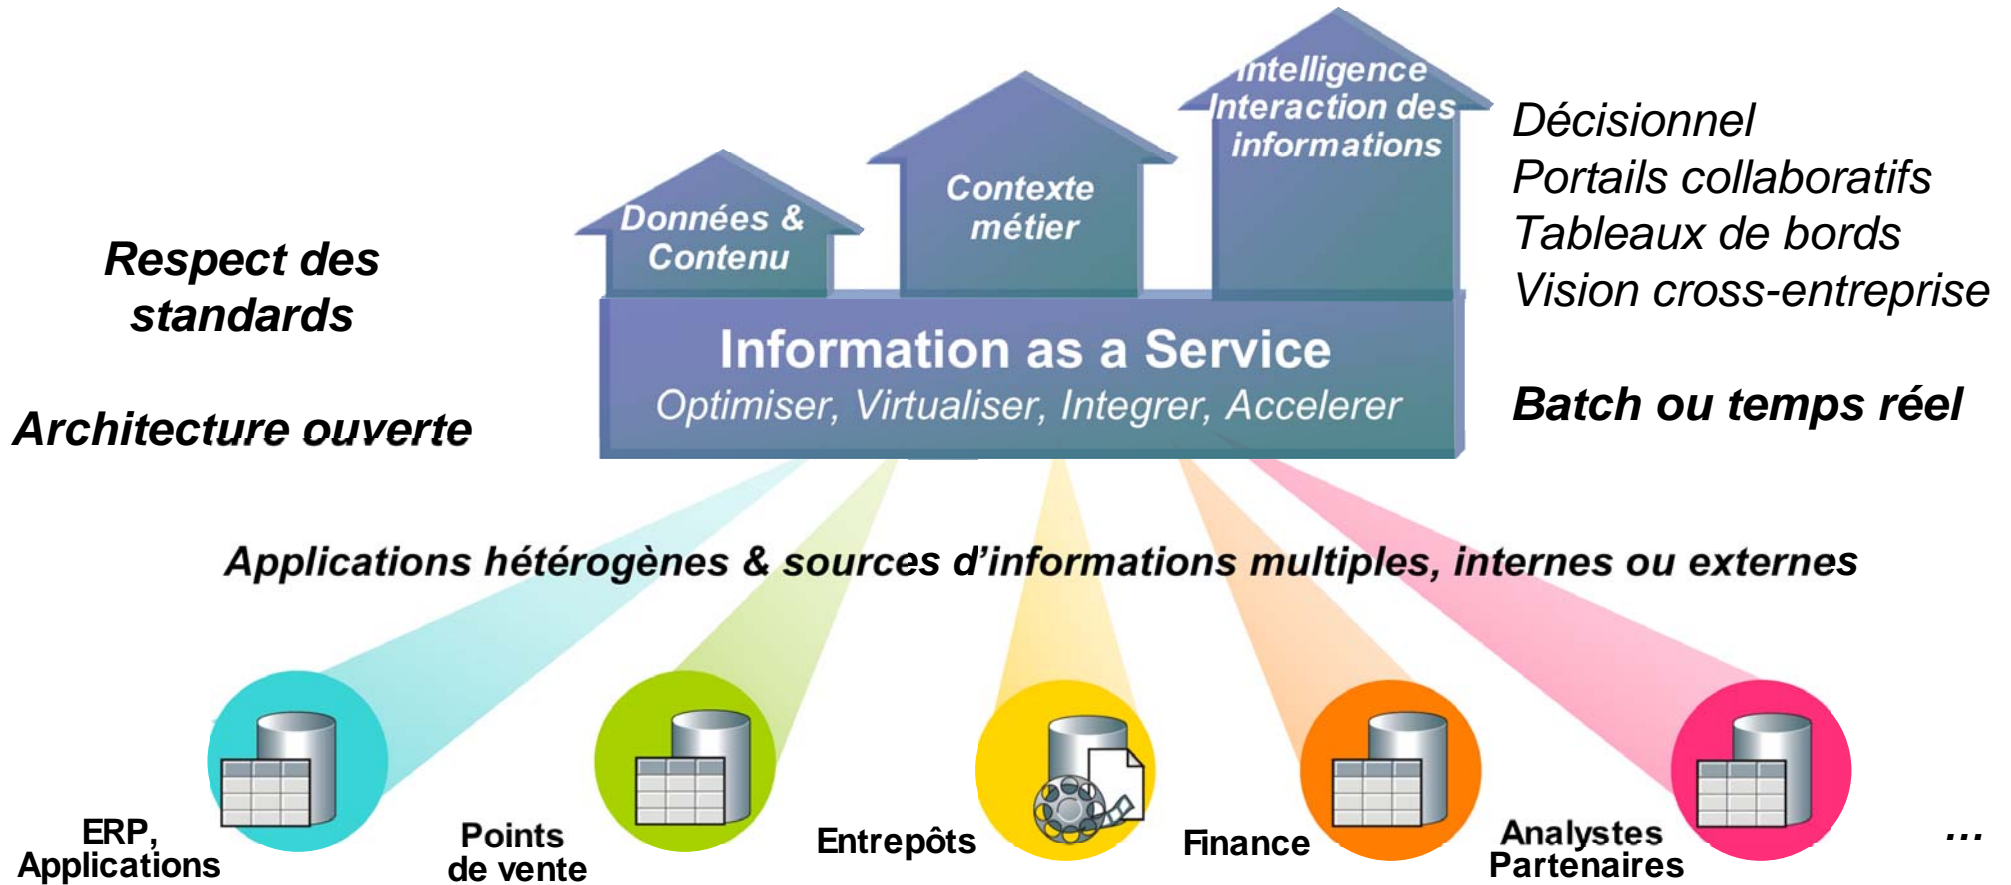 Intelligence
Interaction des
informations
Contexte
métier
Données &
Contenu
Respect des
standards
Architecture ouverte
Information as a Service
Optimiser, Virtualiser, Integrer, Accelerer
Décisionnel
Portails collaboratifs
Tableaux de bords
Vision cross-entreprise
Batch ou temps réel
Applications hétérogènes & sources d’informations multiples, internes ou externes
ERP,
Applications
Points
de vente
Entrepôts
Finance
Analystes
Partenaires
...